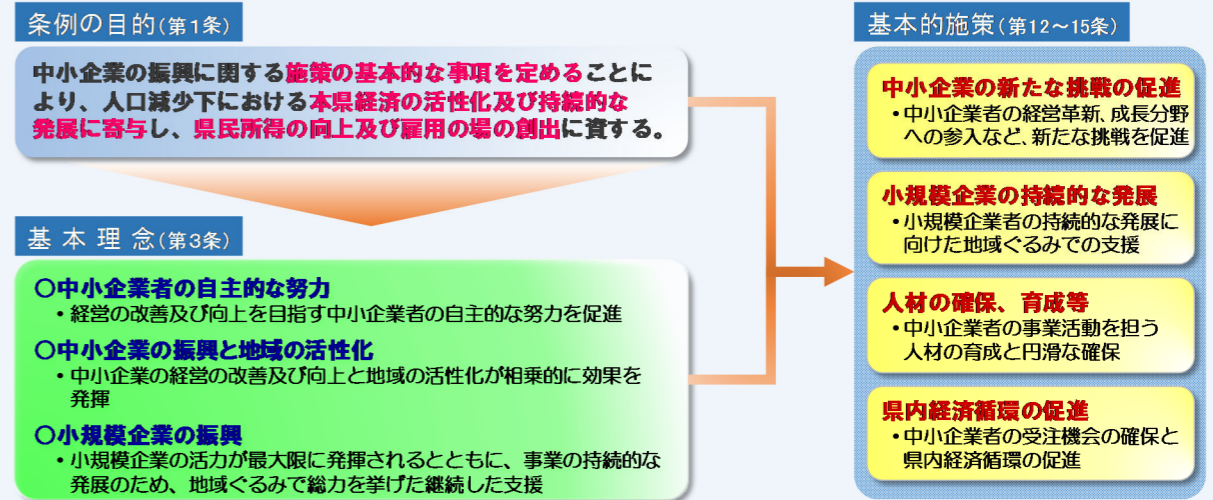 条例の目的(第1条)
中小企業の振興に関する施策の基本的な事項を定めることに
より、人口減少下における本県経済の活性化及び持続的な
発展に寄与し、県民所得の向上及び雇用の場の創出に資する。
基本理念(第3条)
○中小企業者の自主的な努力
・経営の改善及び向上を目指す中小企業者の自主的な努力を促進
○中小企業の振興と地域の活性化
・中小企業の経営の改善及び向上と地域の活性化が相乗的に効果を
発揮
○小規模企業の振興
・小規模企業の活力が最大限に発揮されるとともに、事業の持続的な
発展のため、地域ぐるみで総力を挙げた継続した支援
基本的施策(第12～15条)
中小企業の新たな挑戦の促進
・中小企業者の経営革新、成長分野
への参入など、新たな挑戦を促進
小規模企業の持続的な発展
・小規模企業者の持続的な発展に
向けた地域ぐるみでの支援
人材の確保、育成等
・中小企業者の事業活動を担う
人材の育成と円滑な確保
県内経済循環の促進
・中小企業者の受注機会の確保と
県内経済循環の促進